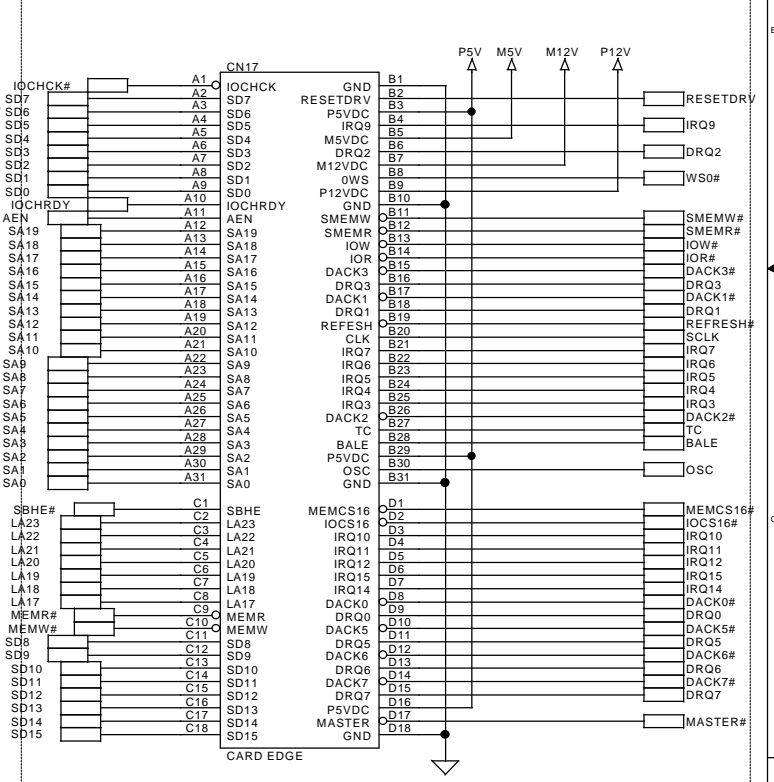 P5V M5V M12V P12V
CN17
IOCHCK# A1 IOCHCK GND B1
SD7 A2 SD7 RESETDRV B2 RESETDRV
SD6 A3 SD6 P5VDC B3
SD5 A4 SD5 IRQ9 B4 IRQ9
SD4 A5 SD4 M5VDC B5
SD3 A6 SD3 DRQ2 B6 DRQ2
SD2 A7 SD2 M12VDC B7
SD1 A8 SD1 0WS B8 WS0#
SD0 A9 SD0 P12VDC B9
IOCHRDY A10 IOCHRDY GND B10
AEN A11 AEN SMEMW B11 SMEMW#
SA19 A12 SA19 SMEMR B12 SMEMR#
SA18 A13 SA18 IOW B13 IOW#
SA17 A14 SA17 IOR B14 IOR#
SA16 A15 SA16 DACK3 B15 DACK3#
SA15 A16 SA15 DRQ3 B16 DRQ3
SA14 A17 SA14 DACK1 B17 DACK1#
SA13 A18 SA13 DRQ1 B18 DRQ1
SA12 A19 SA12 REFESH B19 REFRESH#
SA11 A20 SA11 CLK B20 SCLK
SA10 A21 SA10 IRQ7 B21 IRQ7
SA9 A22 SA9 IRQ6 B22 IRQ6
SA8 A23 SA8 IRQ5 B23 IRQ5
SA7 A24 SA7 IRQ4 B24 IRQ4
SA6 A25 SA6 IRQ3 B25 IRQ3
SA5 A26 SA5 DACK2 B26 DACK2#
SA4 A27 SA4 TC B27 TC
SA3 A28 SA3 BALE B28 BALE
SA2 A29 SA2 P5VDC B29
SA1 A30 SA1 OSC B30 OSC
SA0 A31 SA0 GND B31
SBHE# C1 SBHE MEMCS16 D1 MEMCS16#
LA23 C2 LA23 IOCS16 D2 IOCS16#
LA22 C3 LA22 IRQ10 D3 IRQ10
LA21 C4 LA21 IRQ11 D4 IRQ11
LA20 C5 LA20 IRQ12 D5 IRQ12
LA19 C6 LA19 IRQ15 D6 IRQ15
LA18 C7 LA18 IRQ14 D7 IRQ14
LA17 C8 LA17 DACK0 D8 DACK0#
MEMR# C9 MEMR DRQ0 D9 DRQ0
MEMW# C10 MEMW DACK5 D10 DACK5#
SD8 C11 SD8 DRQ5 D11 DRQ5
SD9 C12 SD9 DACK6 D12 DACK6#
SD10 C13 SD10 DRQ6 D13 DRQ6
SD11 C14 SD11 DACK7 D14 DACK7#
SD12 C15 SD12 DRQ7 D15 DRQ7
SD13 C16 SD13 P5VDC D16
SD14 C17 SD14 MASTER D17 MASTER#
SD15 C18 SD15 GND D18
CARD EDGE